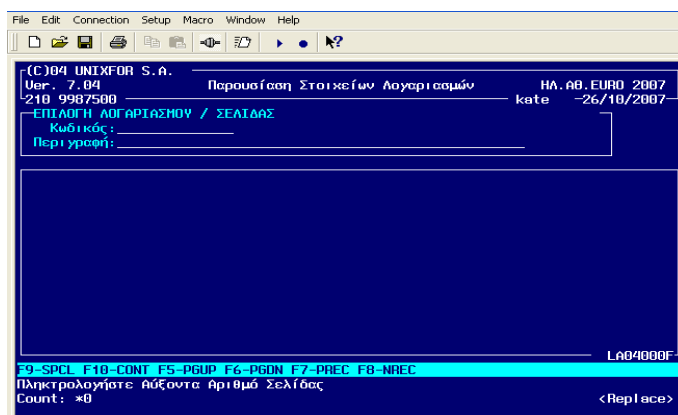 File Edit Connection Setup Macro Window Help
(C)04 UNIXFOR S.A.
Ver. 7.04 Παρουσίαση Στοιχείων Λογαριασμών ΗΛ.ΑΘ.EURO 2007
210 9987500 kate -26/10/2007-
ΕΠΙΛΟΓΗ ΛΟΓΑΡΙΑΣΜΟΥ / ΣΕΛΙΔΑΣ
Κωδικός:
Περιγραφή:
LA04000F
F9-SPCL F10-CONT F5-PGUP F6-PGDN F7-PREC F8-NREC
Πληκτρολογήστε Αύξοντα Αριθμό Σελίδας
Count: *0 <Replace>